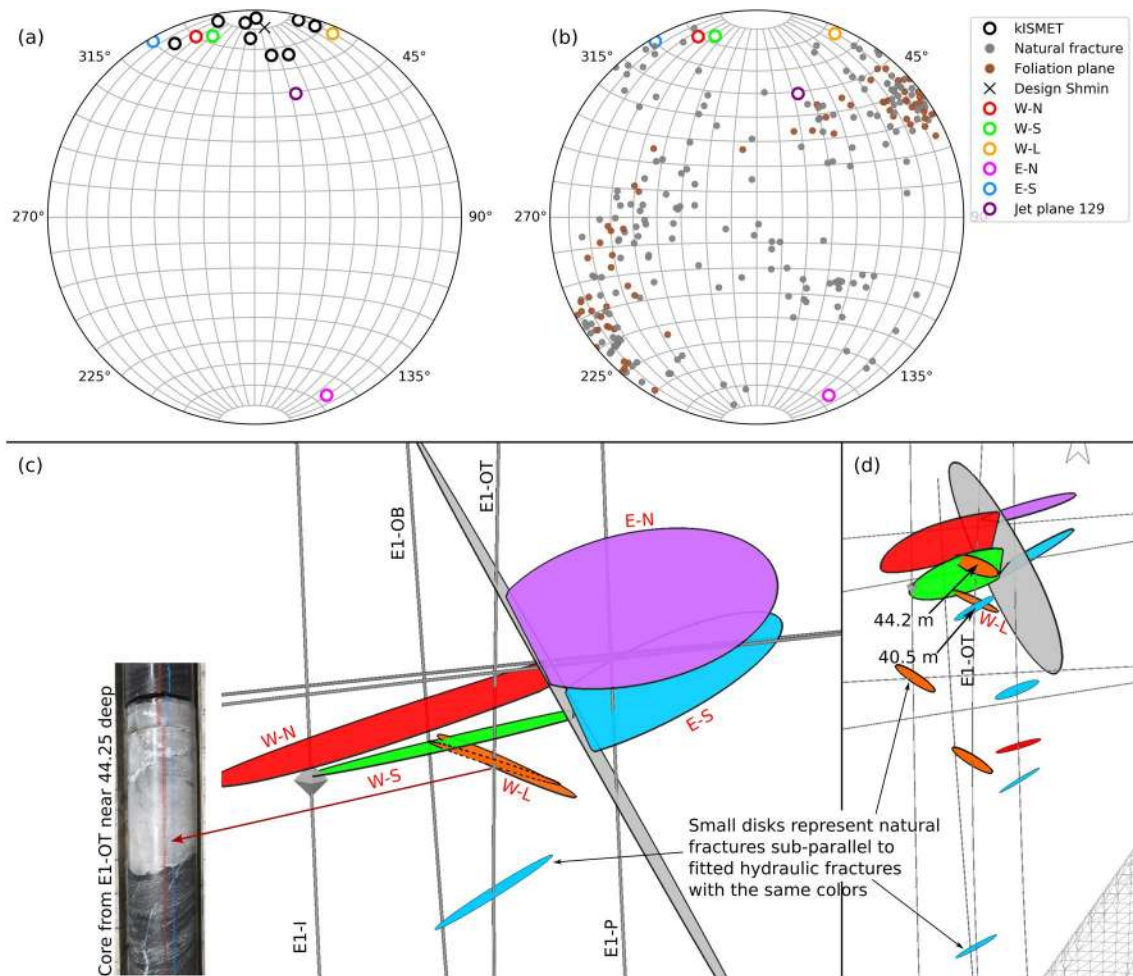 (a)
315°
45°
270°
90°
225°
135°
(b)
315°
45°
270°
90°
225°
135°
kISMET
Natural fracture
Foliation plane
Design Shmin
W-N
W-S
W-L
E-N
E-S
Jet plane 129
(c)
E1-OB
E1-OT
E-N
E-S
W-N
W-S
W-L
E1-I
E1-P
Core from E1-OT near 44.25 deep
Small disks represent natural
fractures sub-parallel to
fitted hydraulic fractures
with the same colors
(d)
44.2 m
W-L
40.5 m
E1-OT